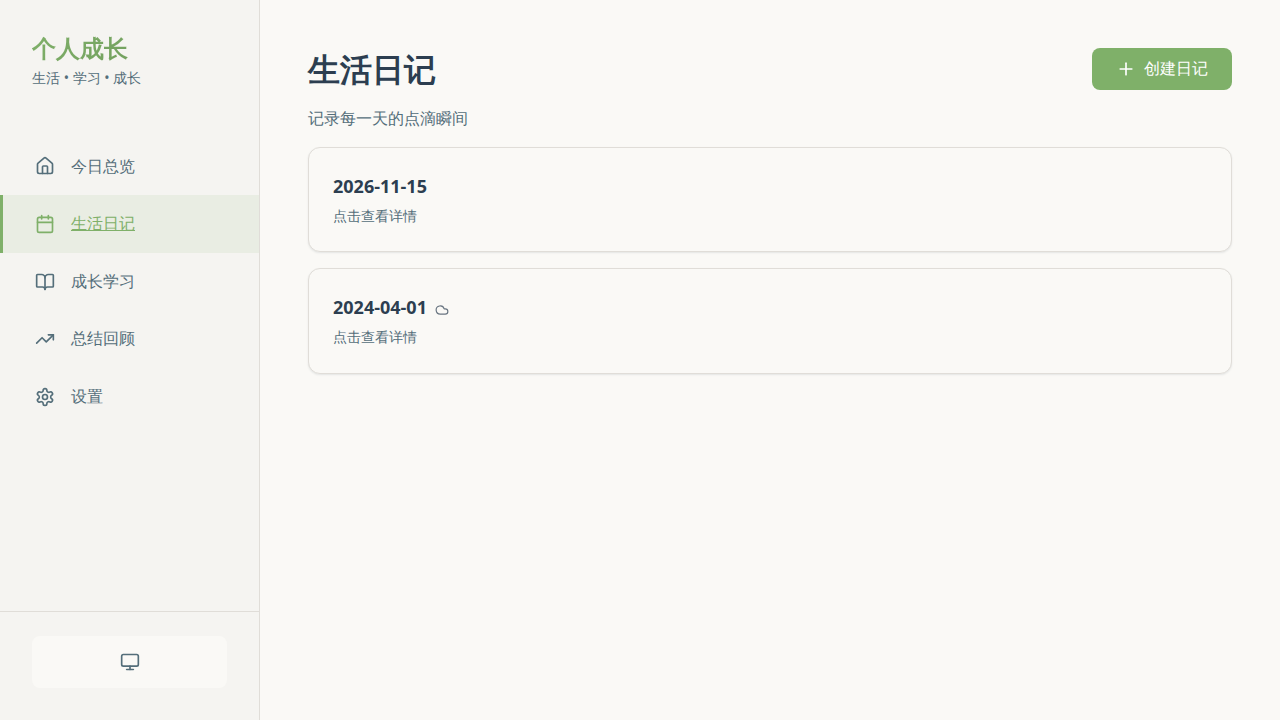 个人成长
生活 • 学习 • 成长
今日总览
生活日记
成长学习
总结回顾
设置
生活日记
创建日记
记录每一天的点滴瞬间
2026-11-15
点击查看详情
2024-04-01
点击查看详情